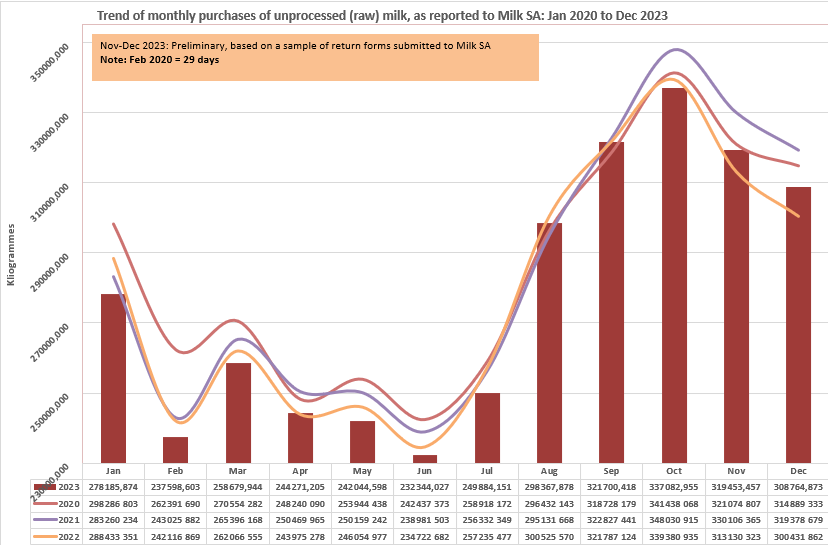 Trend of monthly purchases of unprocessed (raw) milk, as reported to Milk SA: Jan 2020 to Dec 2023
Nov-Dec 2023: Preliminary, based on a sample of return forms submitted to Milk SA
Note: Feb 2020 = 29 days
350000,000
330000,000
310000,000
290000,000
270000,000
250000,000
230000,000
Kliogrammes
Jan Feb Mar Apr May Jun Jul Aug Sep Oct Nov Dec
2023 278185,874 237598,603 258679,944 244271,205 242044,598 232344,027 249884,151 298367,878 321700,418 337082,955 319453,457 308764,873
2020 298286 803 262391 690 270554 282 248240 090 253944 438 242437 373 258918 172 296432 143 318728 179 341438 068 321074 807 314889 333
2021 283260 234 243025 882 265396 168 250469 965 250159 242 238981 503 256332 349 295131 668 322827 441 348030 915 330106 365 319378 679
2022 288433 351 242116 869 262066 555 243975 278 246054 977 234722 682 257235 477 300525 570 321787 124 339380 935 313130 323 300431 862